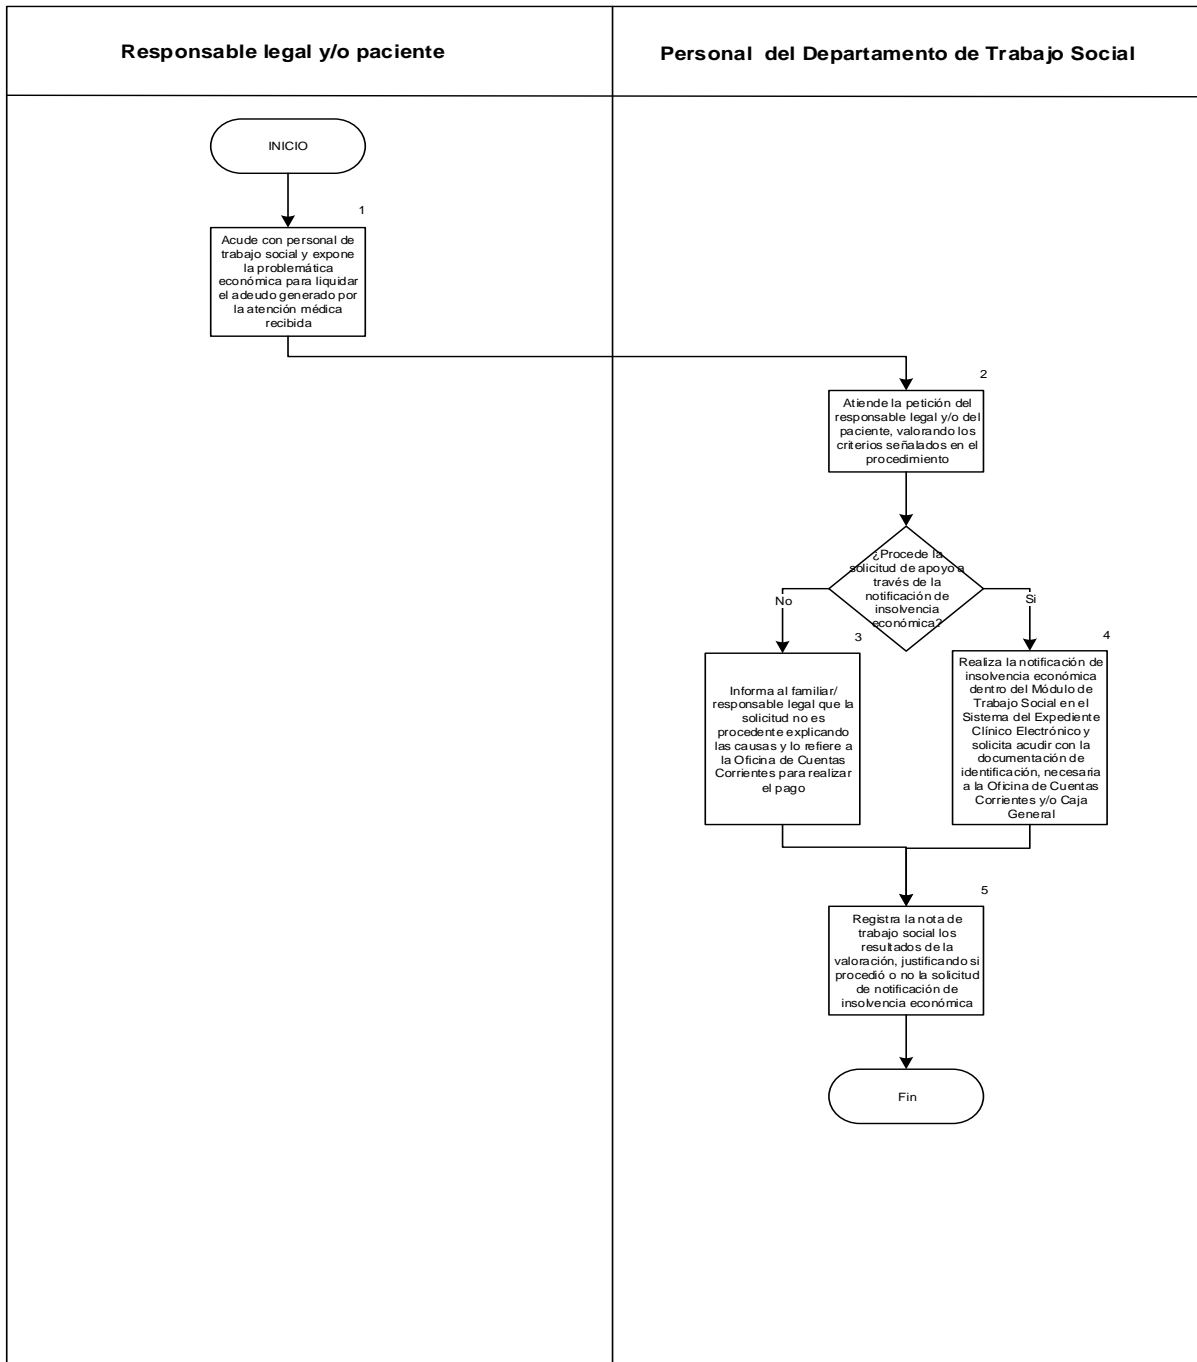 Responsable legal y/o paciente
Personal del Departamento de Trabajo Social
INICIO
1
Acude con personal de
trabajo social y expone
la problemática
económica para liquidar
el adeudo generado por
la atención médica
recibida
2
Atiende la petición del
responsable legal y/o del
paciente, valorando los
criterios señalados en el
procedimiento
¿Procede la
solicitud de apoyo a
través de la
notificación de
insolvencia
económica?
No
Si
3
Informa al familiar/
responsable legal que la
solicitud no es
procedente explicando
las causas y lo refiere a
la Oficina de Cuentas
Corrientes para realizar
el pago
4
Realiza la notificación de
insolvencia económica
dentro del Módulo de
Trabajo Social en el
Sistema del Expediente
Clínico Electrónico y
solicita acudir con la
documentación de
identificación, necesaria
a la Oficina de Cuentas
Corrientes y/o Caja
General
5
Registra la nota de
trabajo social los
resultados de la
valoración, justificando si
procedió o no la solicitud
de notificación de
insolvencia económica
Fin